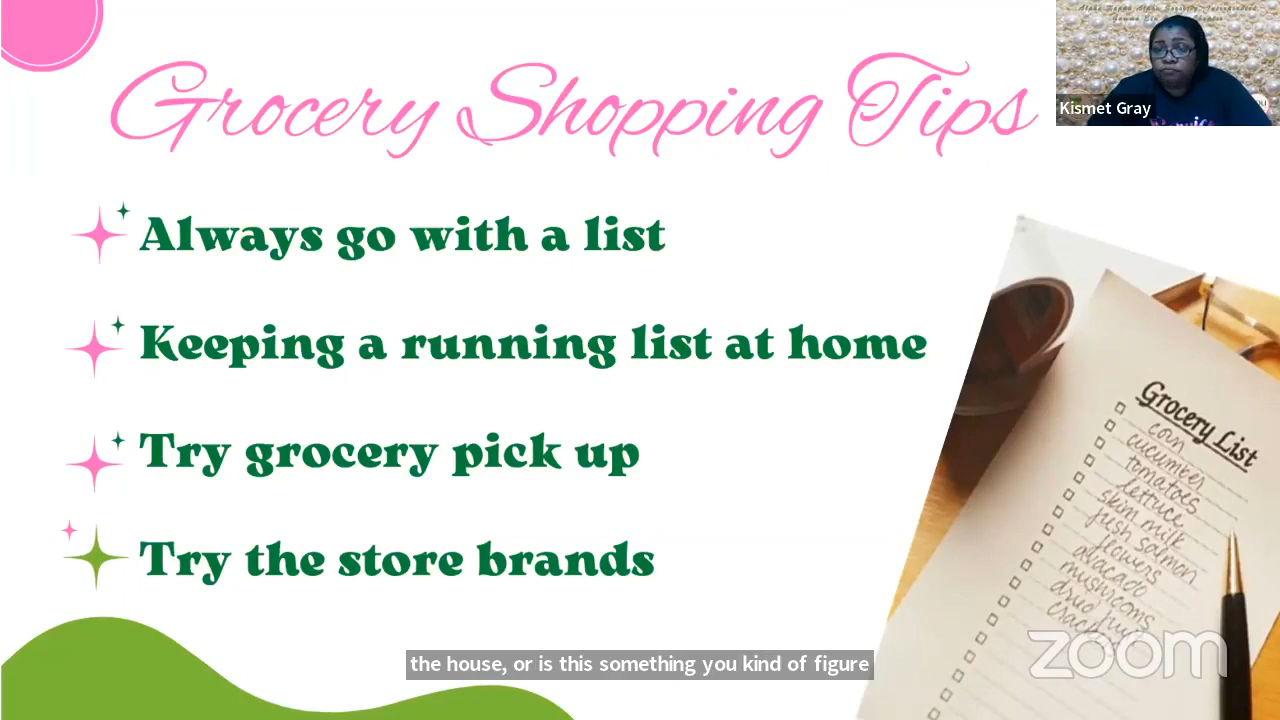 Grocery Shopping Tips
Kismet Gray
Always go with a list
Keeping a running list at home
Try grocery pick up
Try the store brands
Grocery List
corn
cucumber
tomatoes
lettuce
skim milk
fresh salmon
flowers
avacado
mushrooms
zoom
the house, or is this something you kind of figure